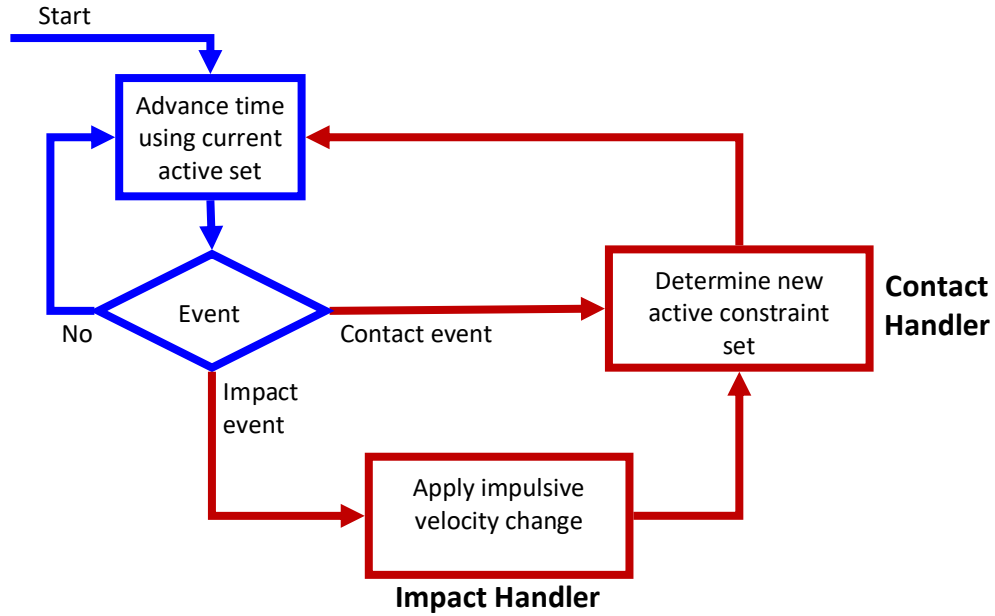 Start
Advance time
using current
active set
Event
No
Contact event
Determine new
active constraint
set
Contact
Handler
Impact
event
Apply impulsive
velocity change
Impact Handler